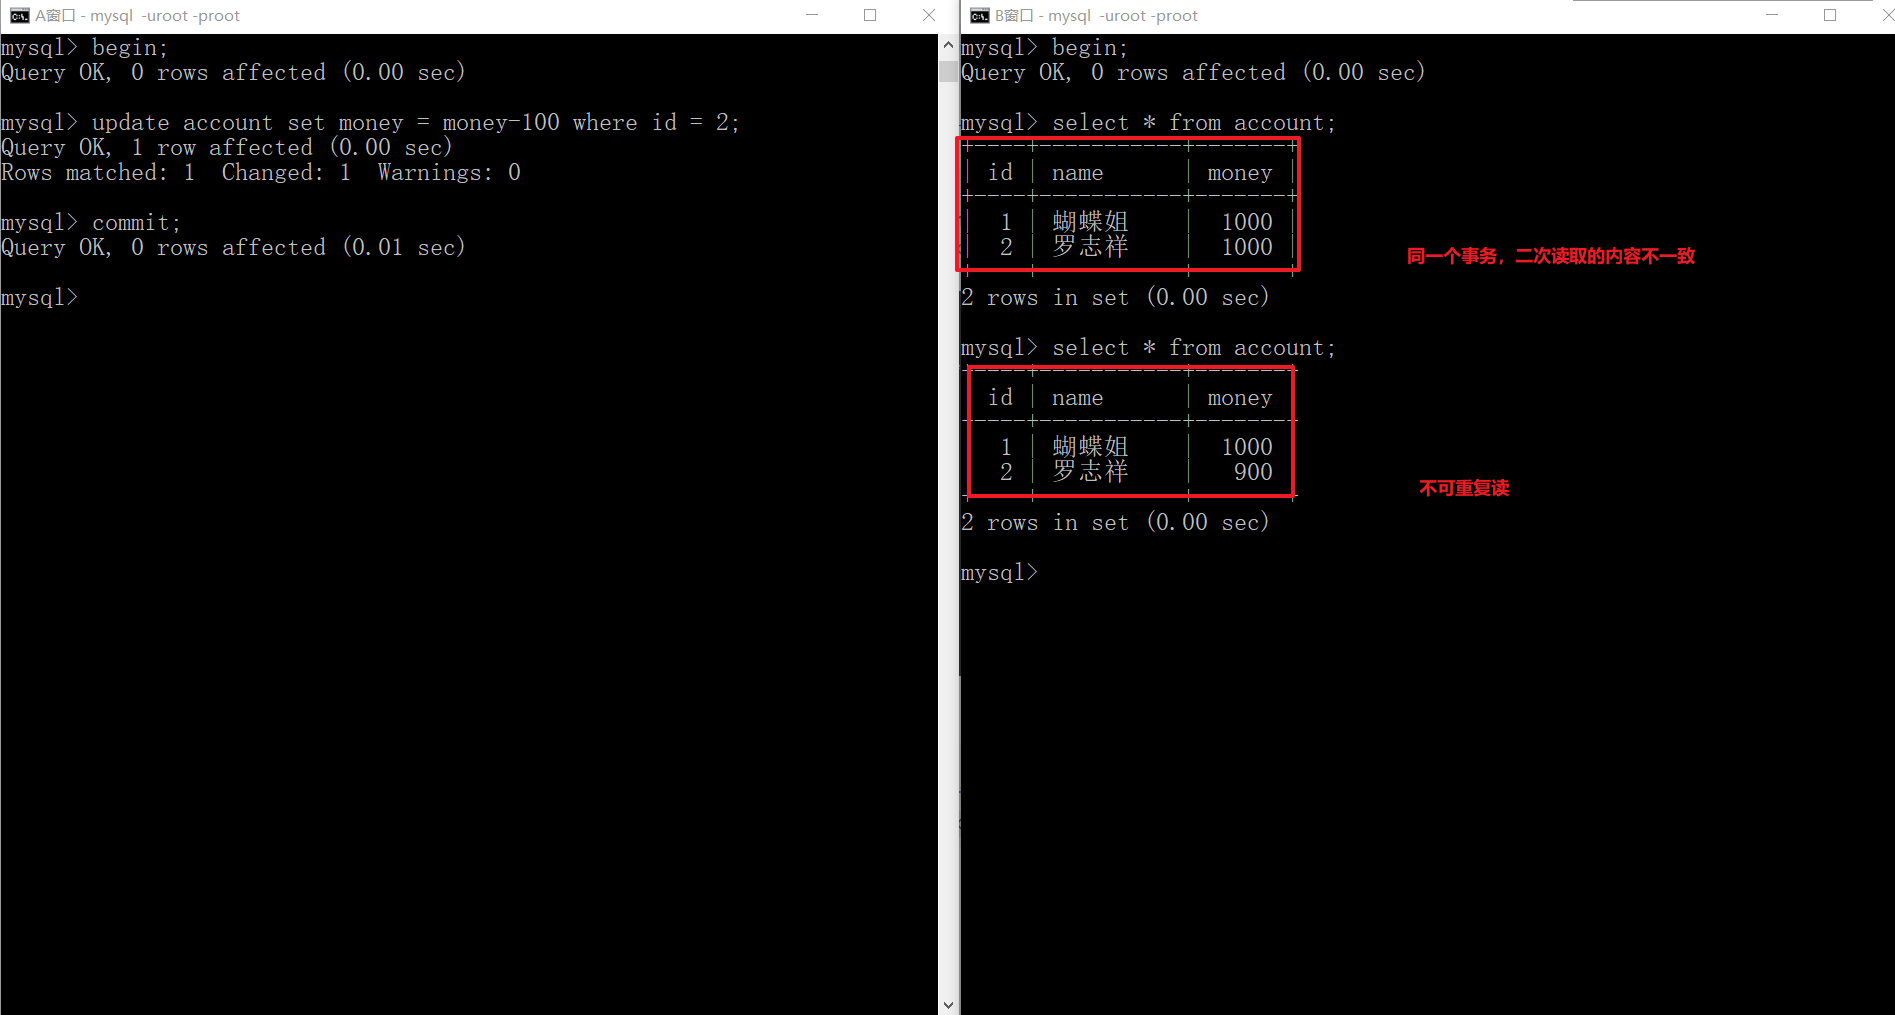 A窗口 - mysql  -uroot -proot
mysql> begin;
Query OK, 0 rows affected (0.00 sec)
mysql> update account set money = money-100 where id = 2;
Query OK, 1 row affected (0.00 sec)
Rows matched: 1  Changed: 1  Warnings: 0
mysql> commit;
Query OK, 0 rows affected (0.01 sec)
mysql>
B窗口 - mysql  -uroot -proot
mysql> begin;
Query OK, 0 rows affected (0.00 sec)
mysql> select * from account;
+----+-----------+-------+
| id | name      | money |
+----+-----------+-------+
|  1 | 蝴蝶姐    |  1000 |
|  2 | 罗志祥    |  1000 |
2 rows in set (0.00 sec)
同一个事务，二次读取的内容不一致
mysql> select * from account;
+----+-----------+-------+
id | name      | money
+----+-----------+-------+
1 | 蝴蝶姐    |  1000
2 | 罗志祥    |   900
不可重复读
2 rows in set (0.00 sec)
mysql>